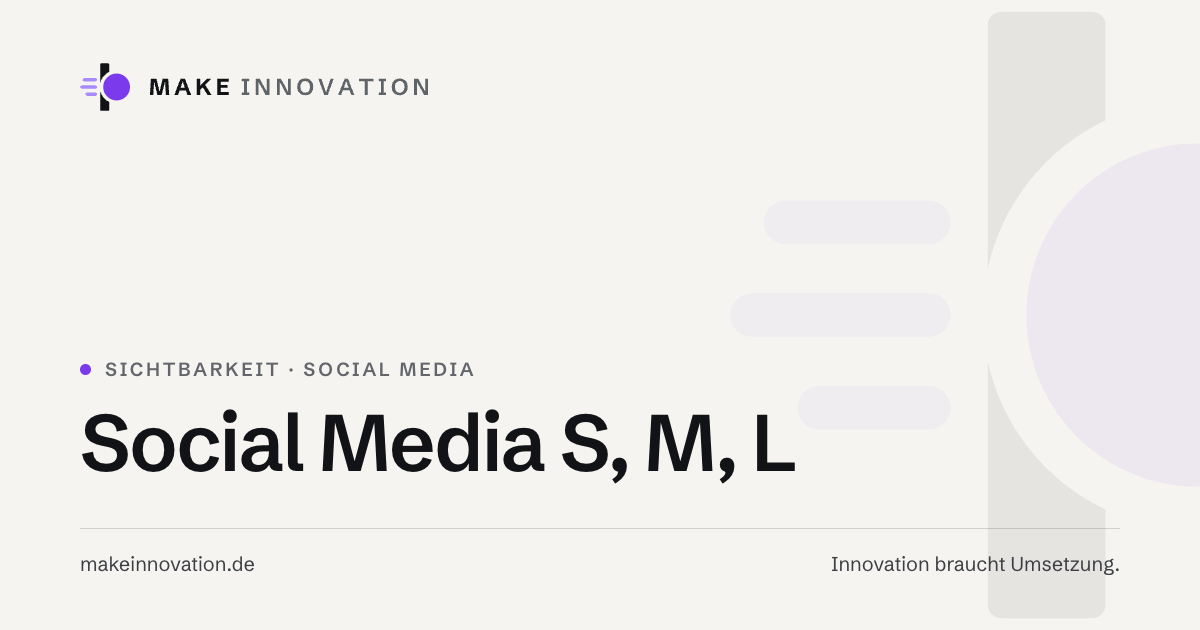 MAKE INNOVATION
SICHTBARKEIT · SOCIAL MEDIA
Social Media S, M, L
makeinnovation.de
Innovation braucht Umsetzung.